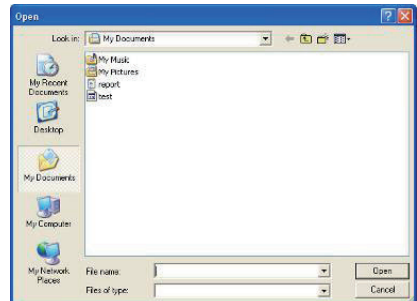 Open
Look in: My Documents
My Music
My Pictures
report
test
My Recent
Documents
Desktop
My Documents
My Computer
My Network
Places
File name:
Open
Files of type:
Cancel